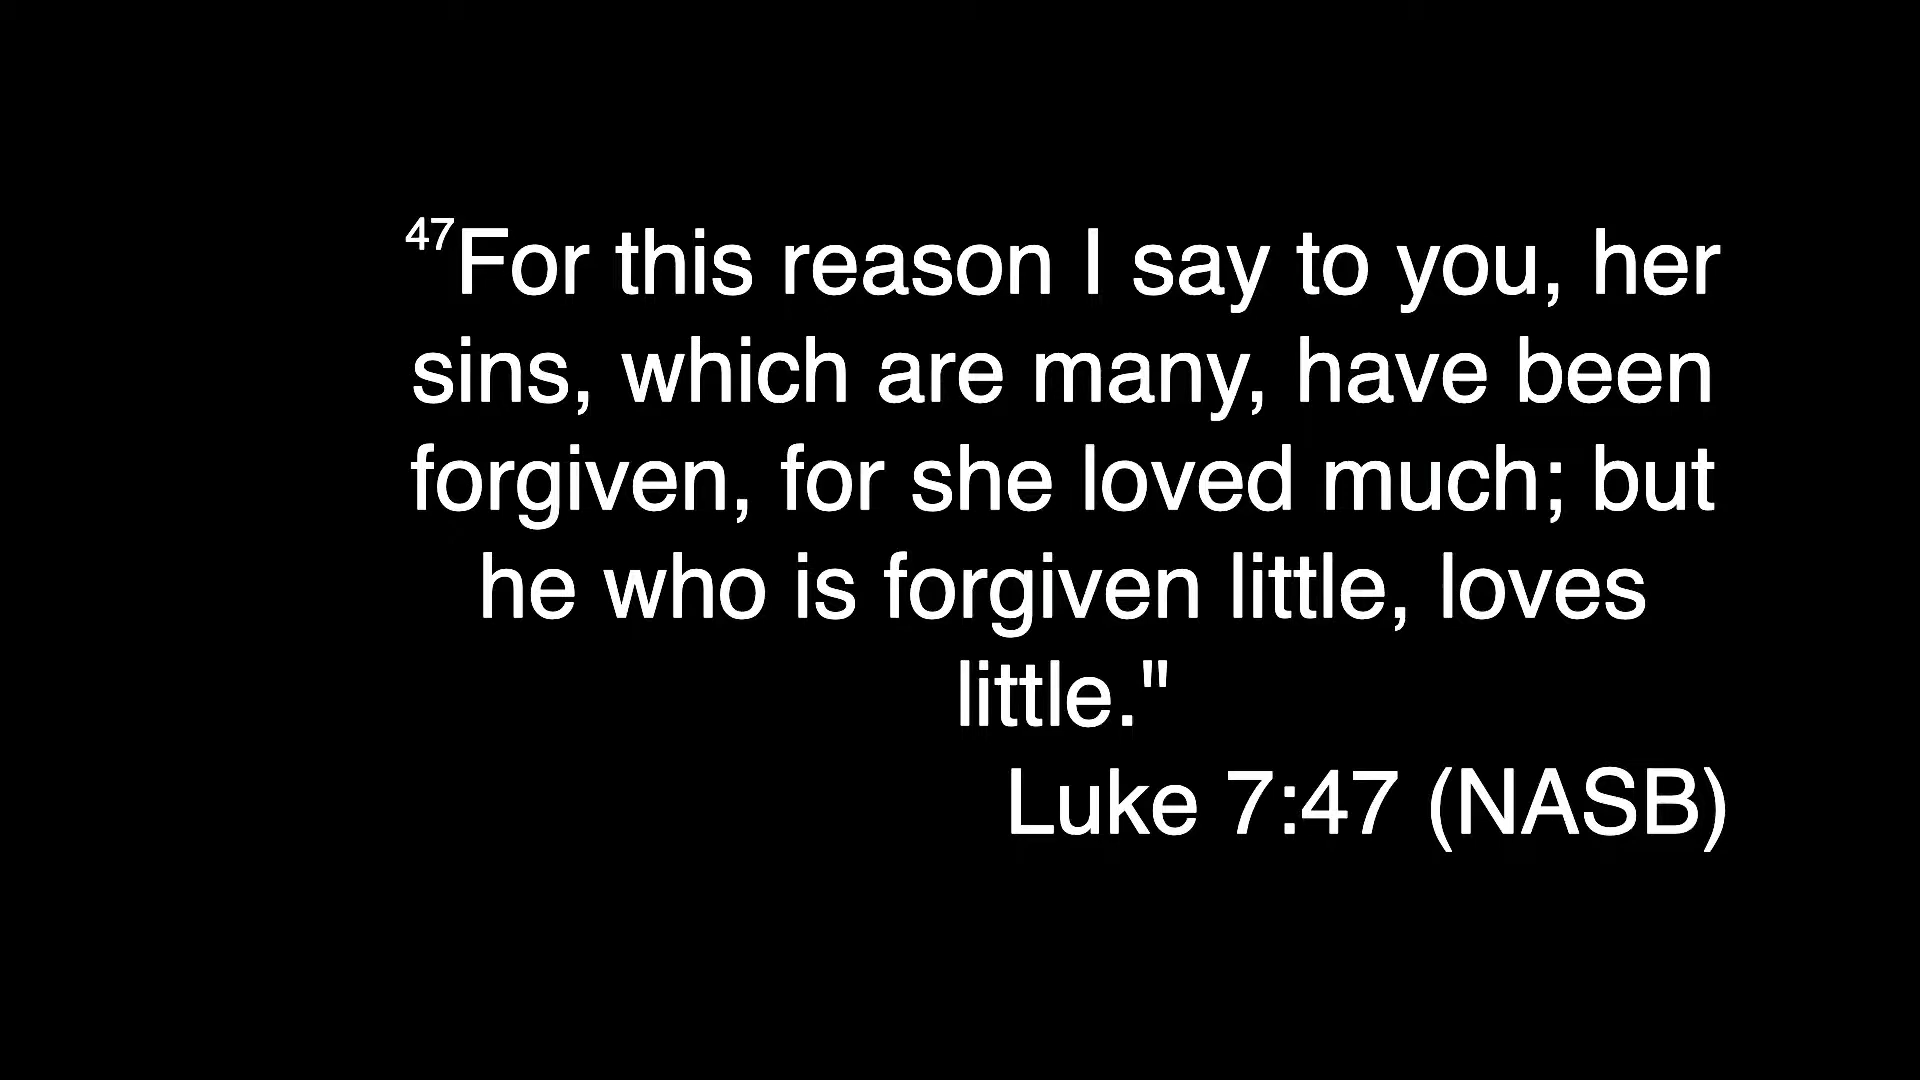 47For this reason I say to you, her
sins, which are many, have been
forgiven, for she loved much; but
he who is forgiven little, loves
little."
Luke 7:47 (NASB)